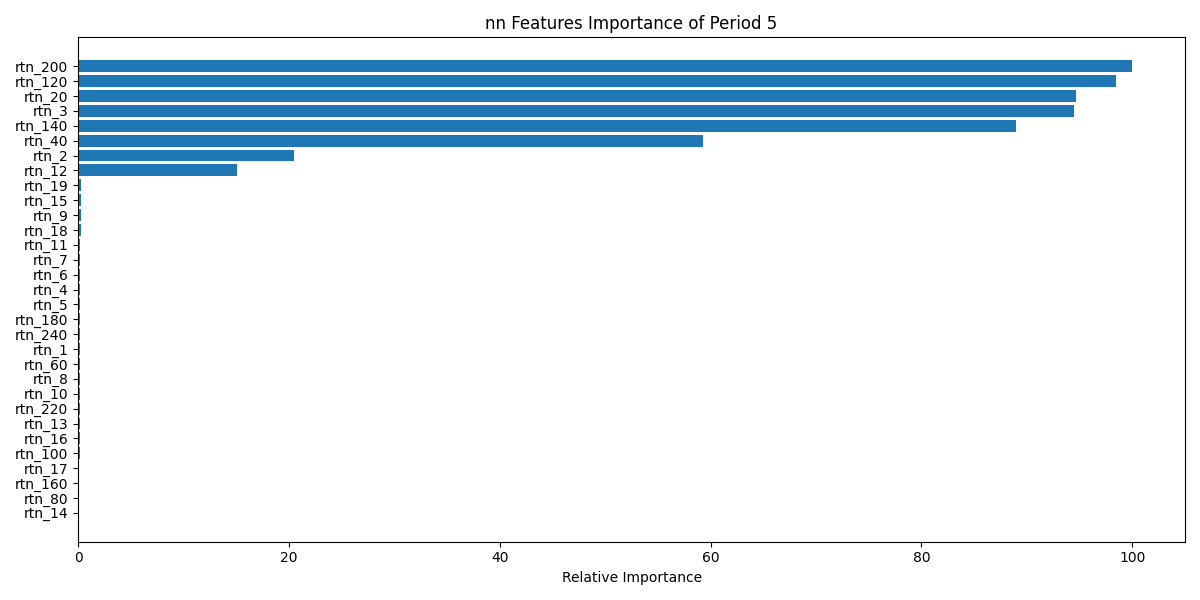 nn Features Importance of Period 5
rtn_200
rtn_120
rtn_20
rtn_3
rtn_140
rtn_40
rtn_2
rtn_12
rtn_19
rtn_15
rtn_9
rtn_18
rtn_11
rtn_7
rtn_6
rtn_4
rtn_5
rtn_180
rtn_240
rtn_1
rtn_60
rtn_8
rtn_10
rtn_220
rtn_13
rtn_16
rtn_100
rtn_17
rtn_160
rtn_80
rtn_14
0 20 40 60 80 100
Relative Importance